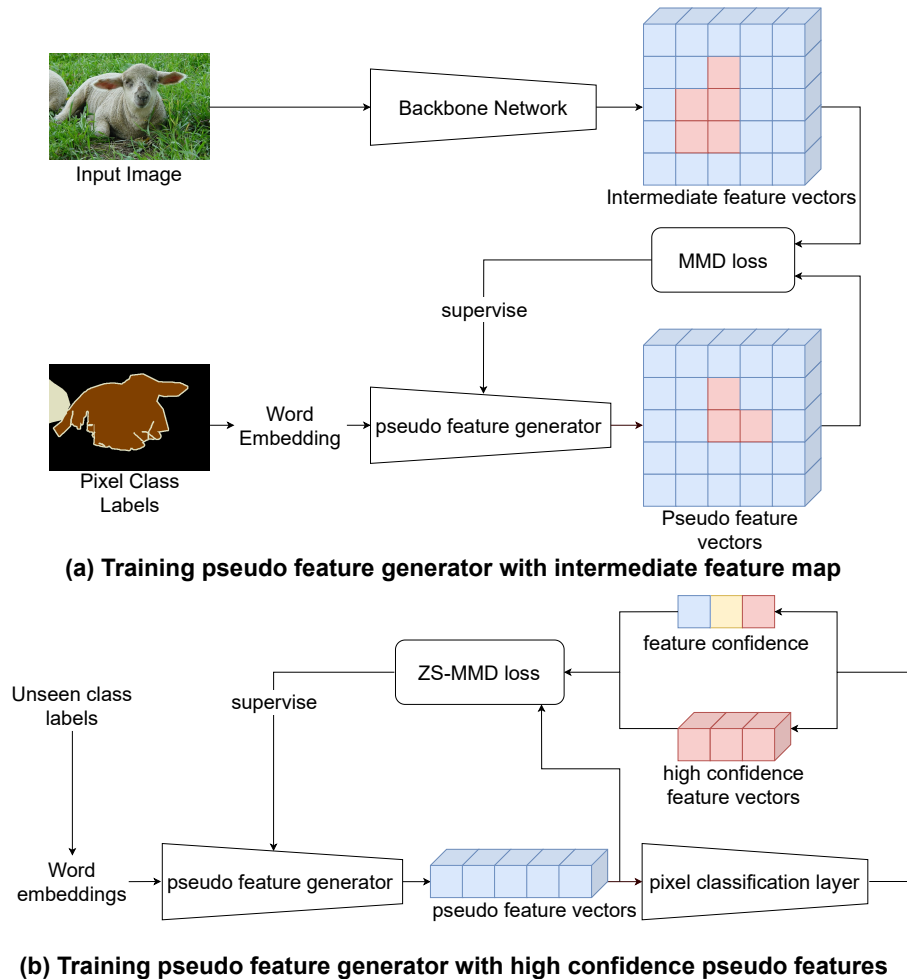 Backbone Network
Input Image
Intermediate feature vectors
MMD loss
supervise
Word
Embedding
pseudo feature generator
Pixel Class
Labels
Pseudo feature
vectors
(a) Training pseudo feature generator with intermediate feature map
feature confidence
ZS-MMD loss
Unseen class
labels
supervise
high confidence
feature vectors
Word
embeddings
pseudo feature generator
pseudo feature vectors
pixel classification layer
(b) Training pseudo feature generator with high confidence pseudo features